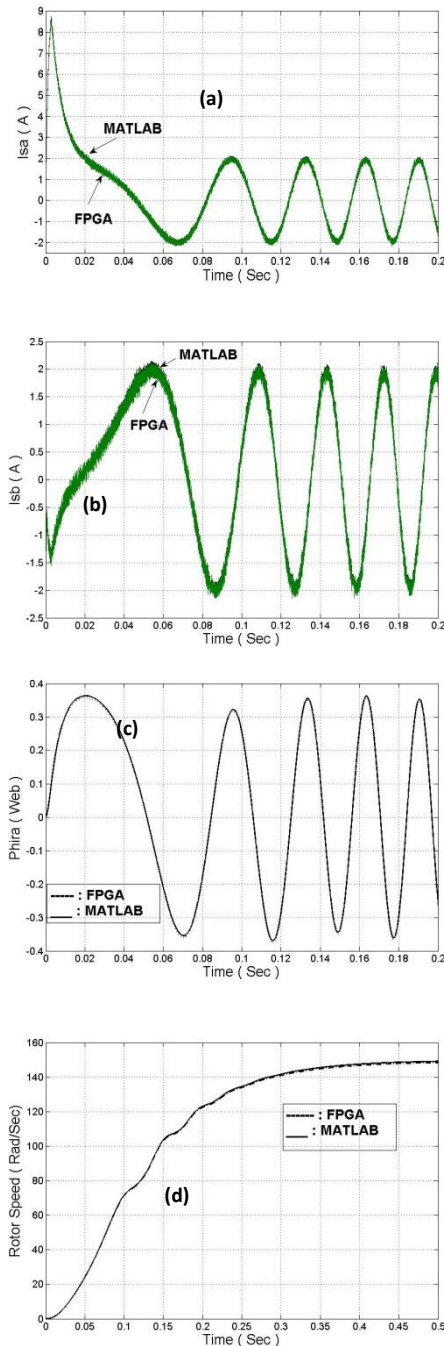 9
8
7
6
5
4
3
2
1
0
-1
-2
Isa ( A )
(a)
MATLAB
FPGA
0 0.02 0.04 0.06 0.08 0.1 0.12 0.14 0.16 0.18 0.2
Time ( Sec )
2.5
2
1.5
1
0.5
0
-0.5
-1
-1.5
-2
-2.5
Isb ( A )
MATLAB
FPGA
(b)
0 0.02 0.04 0.06 0.08 0.1 0.12 0.14 0.16 0.18 0.2
Time ( Sec )
0.4
0.3
0.2
0.1
0
-0.1
-0.2
-0.3
-0.4
Phira ( Web )
(c)
: FPGA
: MATLAB
0 0.02 0.04 0.06 0.08 0.1 0.12 0.14 0.16 0.18 0.2
Time ( Sec )
160
140
120
100
80
60
40
20
0
Rotor Speed ( Rad/Sec)
: FPGA
: MATLAB
(d)
0 0.05 0.1 0.15 0.2 0.25 0.3 0.35 0.4 0.45 0.5
Time ( Sec )